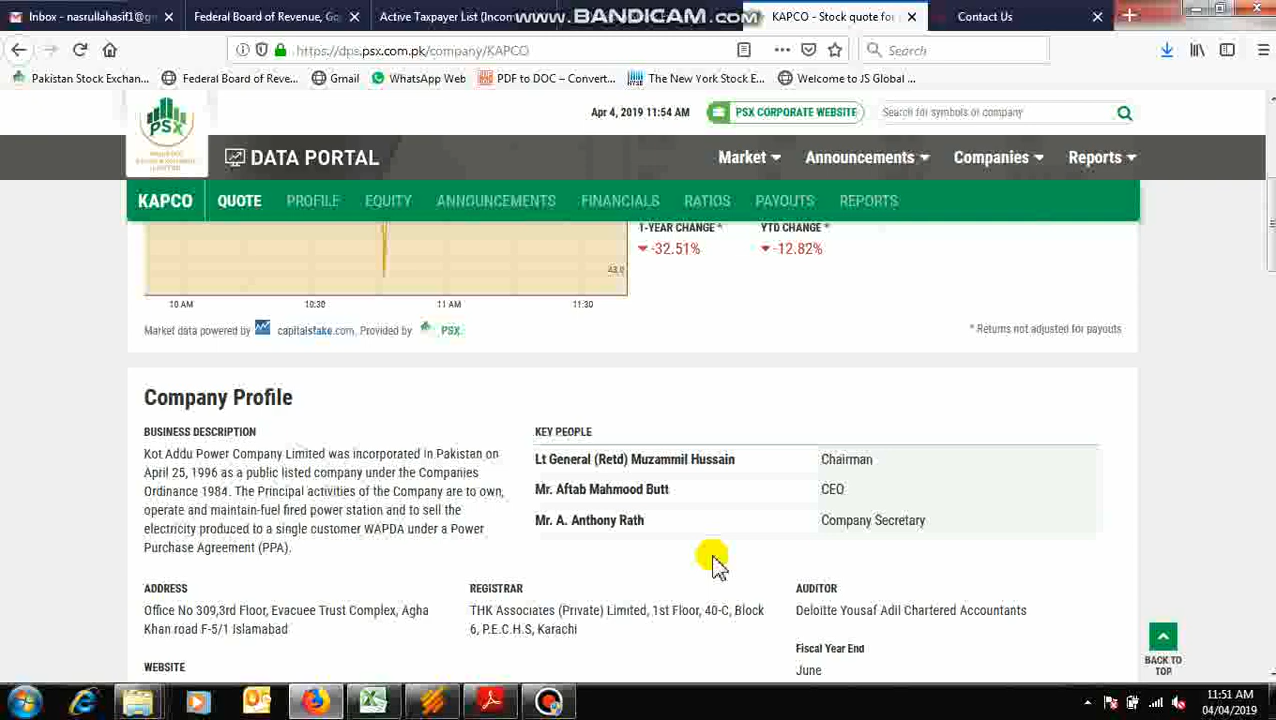 Inbox - nasrullahasif1@gm
Federal Board of Revenue, Go
Active Taxpayer List (Incom
www.BANDICAM.com
KAPCO - Stock quote for
Contact Us
https://dps.psx.com.pk/company/KAPCO
Search
Pakistan Stock Exchan...
Federal Board of Reve...
Gmail
WhatsApp Web
PDF to DOC – Convert...
The New York Stock E...
Welcome to JS Global ...
PSX
Apr 4, 2019 11:54 AM
PSX CORPORATE WEBSITE
Search for symbols or company
DATA PORTAL
Market
Announcements
Companies
Reports
KAPCO
QUOTE
PROFILE
EQUITY
ANNOUNCEMENTS
FINANCIALS
RATIOS
PAYOUTS
REPORTS
1-YEAR CHANGE *
YTD CHANGE *
-32.51%
-12.82%
43.0
10 AM
10:30
11 AM
11:30
Market data powered by capitalstake.com. Provided by PSX.
* Returns not adjusted for payouts
Company Profile
BUSINESS DESCRIPTION
Kot Addu Power Company Limited was incorporated in Pakistan on
April 25, 1996 as a public listed company under the Companies
Ordinance 1984. The Principal activities of the Company are to own,
operate and maintain-fuel fired power station and to sell the
electricity produced to a single customer WAPDA under a Power
Purchase Agreement (PPA).
KEY PEOPLE
Lt General (Retd) Muzammil Hussain Chairman
Mr. Aftab Mahmood Butt CEO
Mr. A. Anthony Rath Company Secretary
ADDRESS
Office No 309,3rd Floor, Evacuee Trust Complex, Agha
Khan road F-5/1 Islamabad
REGISTRAR
THK Associates (Private) Limited, 1st Floor, 40-C, Block
6, P.E.C.H.S, Karachi
AUDITOR
Deloitte Yousaf Adil Chartered Accountants
Fiscal Year End
June
WEBSITE
BACK TO
TOP
11:51 AM
04/04/2019